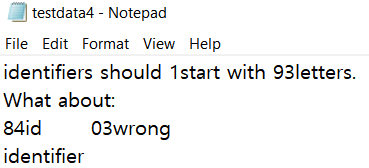 testdata4 - Notepad
File Edit Format View Help
identifiers should 1start with 93letters.
What about:
84id 03wrong
identifier